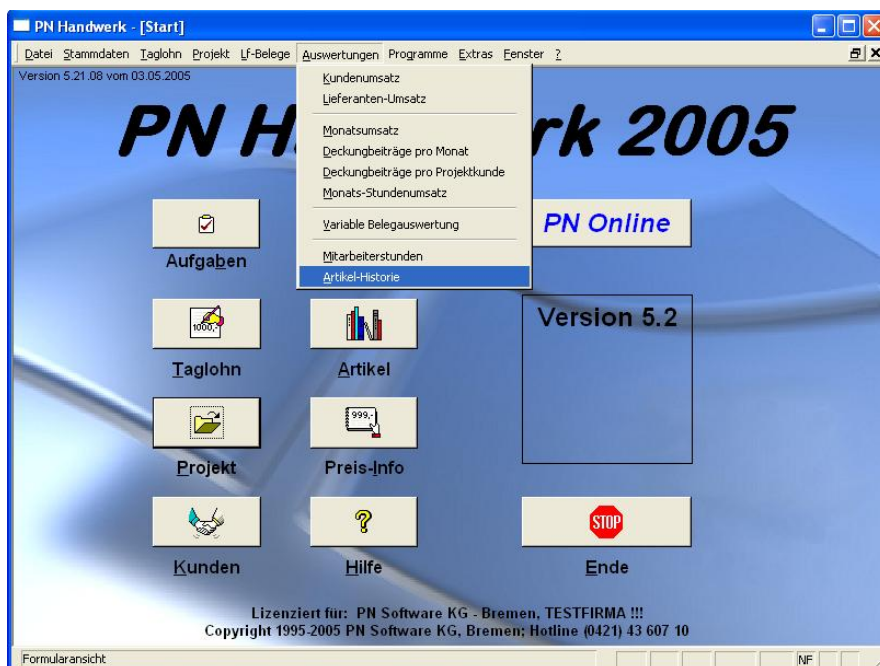 PN Handwerk - [Start]
Datei Stammdaten Taglohn Projekt Lf-Belege Auswertungen Programme Extras Fenster ?
Version 5.21.08 vom 03.05.2005
Kundenumsatz
Lieferanten-Umsatz
Monatsumsatz
Deckungbeiträge pro Monat
Deckungbeiträge pro Projektkunde
Monats-Stundenumsatz
Variable Belegauswertung
Mitarbeiterstunden
Artikel-Historie
PN H rk 2005
PN Online
Aufgaben
Version 5.2
1000,-
Taglohn
Artikel
999,-
Projekt
Preis-Info
STOP
Kunden
Hilfe
Ende
Lizenziert für: PN Software KG - Bremen, TESTFIRMA !!!
Copyright 1995-2005 PN Software KG, Bremen; Hotline (0421) 43 607 10
Formularansicht
NF